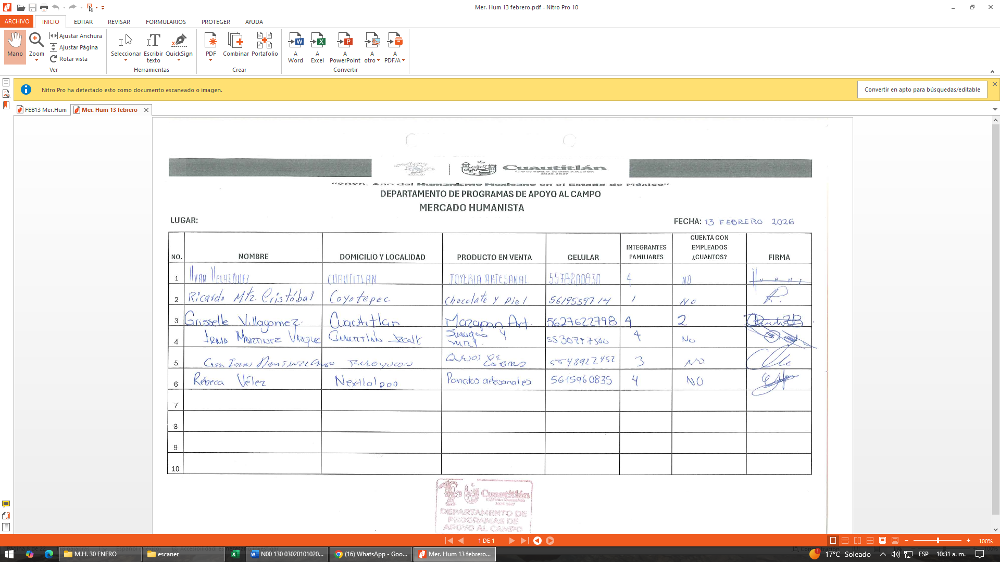 Mer. Hum 13 febrero.pdf - Nitro Pro 10
ARCHIVO INICIO EDITAR REVISAR FORMULARIOS PROTEGER AYUDA
Mano
Zoom
Ajustar Anchura
Ajustar Página
Rotar vista
Ver
Seleccionar
Escribir texto
QuickSign
Herramientas
PDF
Combinar
Portafolio
Crear
A Word
A Excel
A PowerPoint
A otro
A PDF/A
Convertir
Nitro Pro ha detectado esto como documento escaneado o imagen.
Convertir en apto para búsquedas/editable
FEB13 Mer.Hum
Mer. Hum 13 febrero
Cuautitlán
Gobierno Humanista
"2025. Año del Humanismo Mexicano en el Estado de México"
DEPARTAMENTO DE PROGRAMAS DE APOYO AL CAMPO
MERCADO HUMANISTA
LUGAR:
FECHA: 13 FEBRERO 2026
NO. NOMBRE DOMICILIO Y LOCALIDAD PRODUCTO EN VENTA CELULAR INTEGRANTES FAMILIARES CUENTA CON EMPLEADOS ¿CUANTOS? FIRMA
1 IVAN VELAZQUEZ CUAUTITLAN JOYERIA ARTESANAL 4 NO
2 Ricardo Mtz. Cristóbal Coyotepec Chocolate y piel 5619559714 1 NO
3 Grisselle Villagomez. Cuautitlan Mazapan Art. 5627622798 4 2
4 IRMA MARTINEZ VAZQUEZ Cuautitlán Izcalli Shampoo y miel. 5530777500 4 NO
5 QUESOS DE CABRAS 5548922452 3 NO
6 Rebeca Vélez Nextlalpan Pancitos artesanales 5615960835 4 NO
7
8
9
10
Cuautitlán
DEPARTAMENTO DE
PROGRAMAS DE
APOYO AL CAMPO
1 DE 1
100%
M.H. 30 ENERO
escaner
N00 130 03020101020...
(16) WhatsApp - Goo...
Mer. Hum 13 febrero...
1
17°C Soleado
ESP
10:31 a. m.